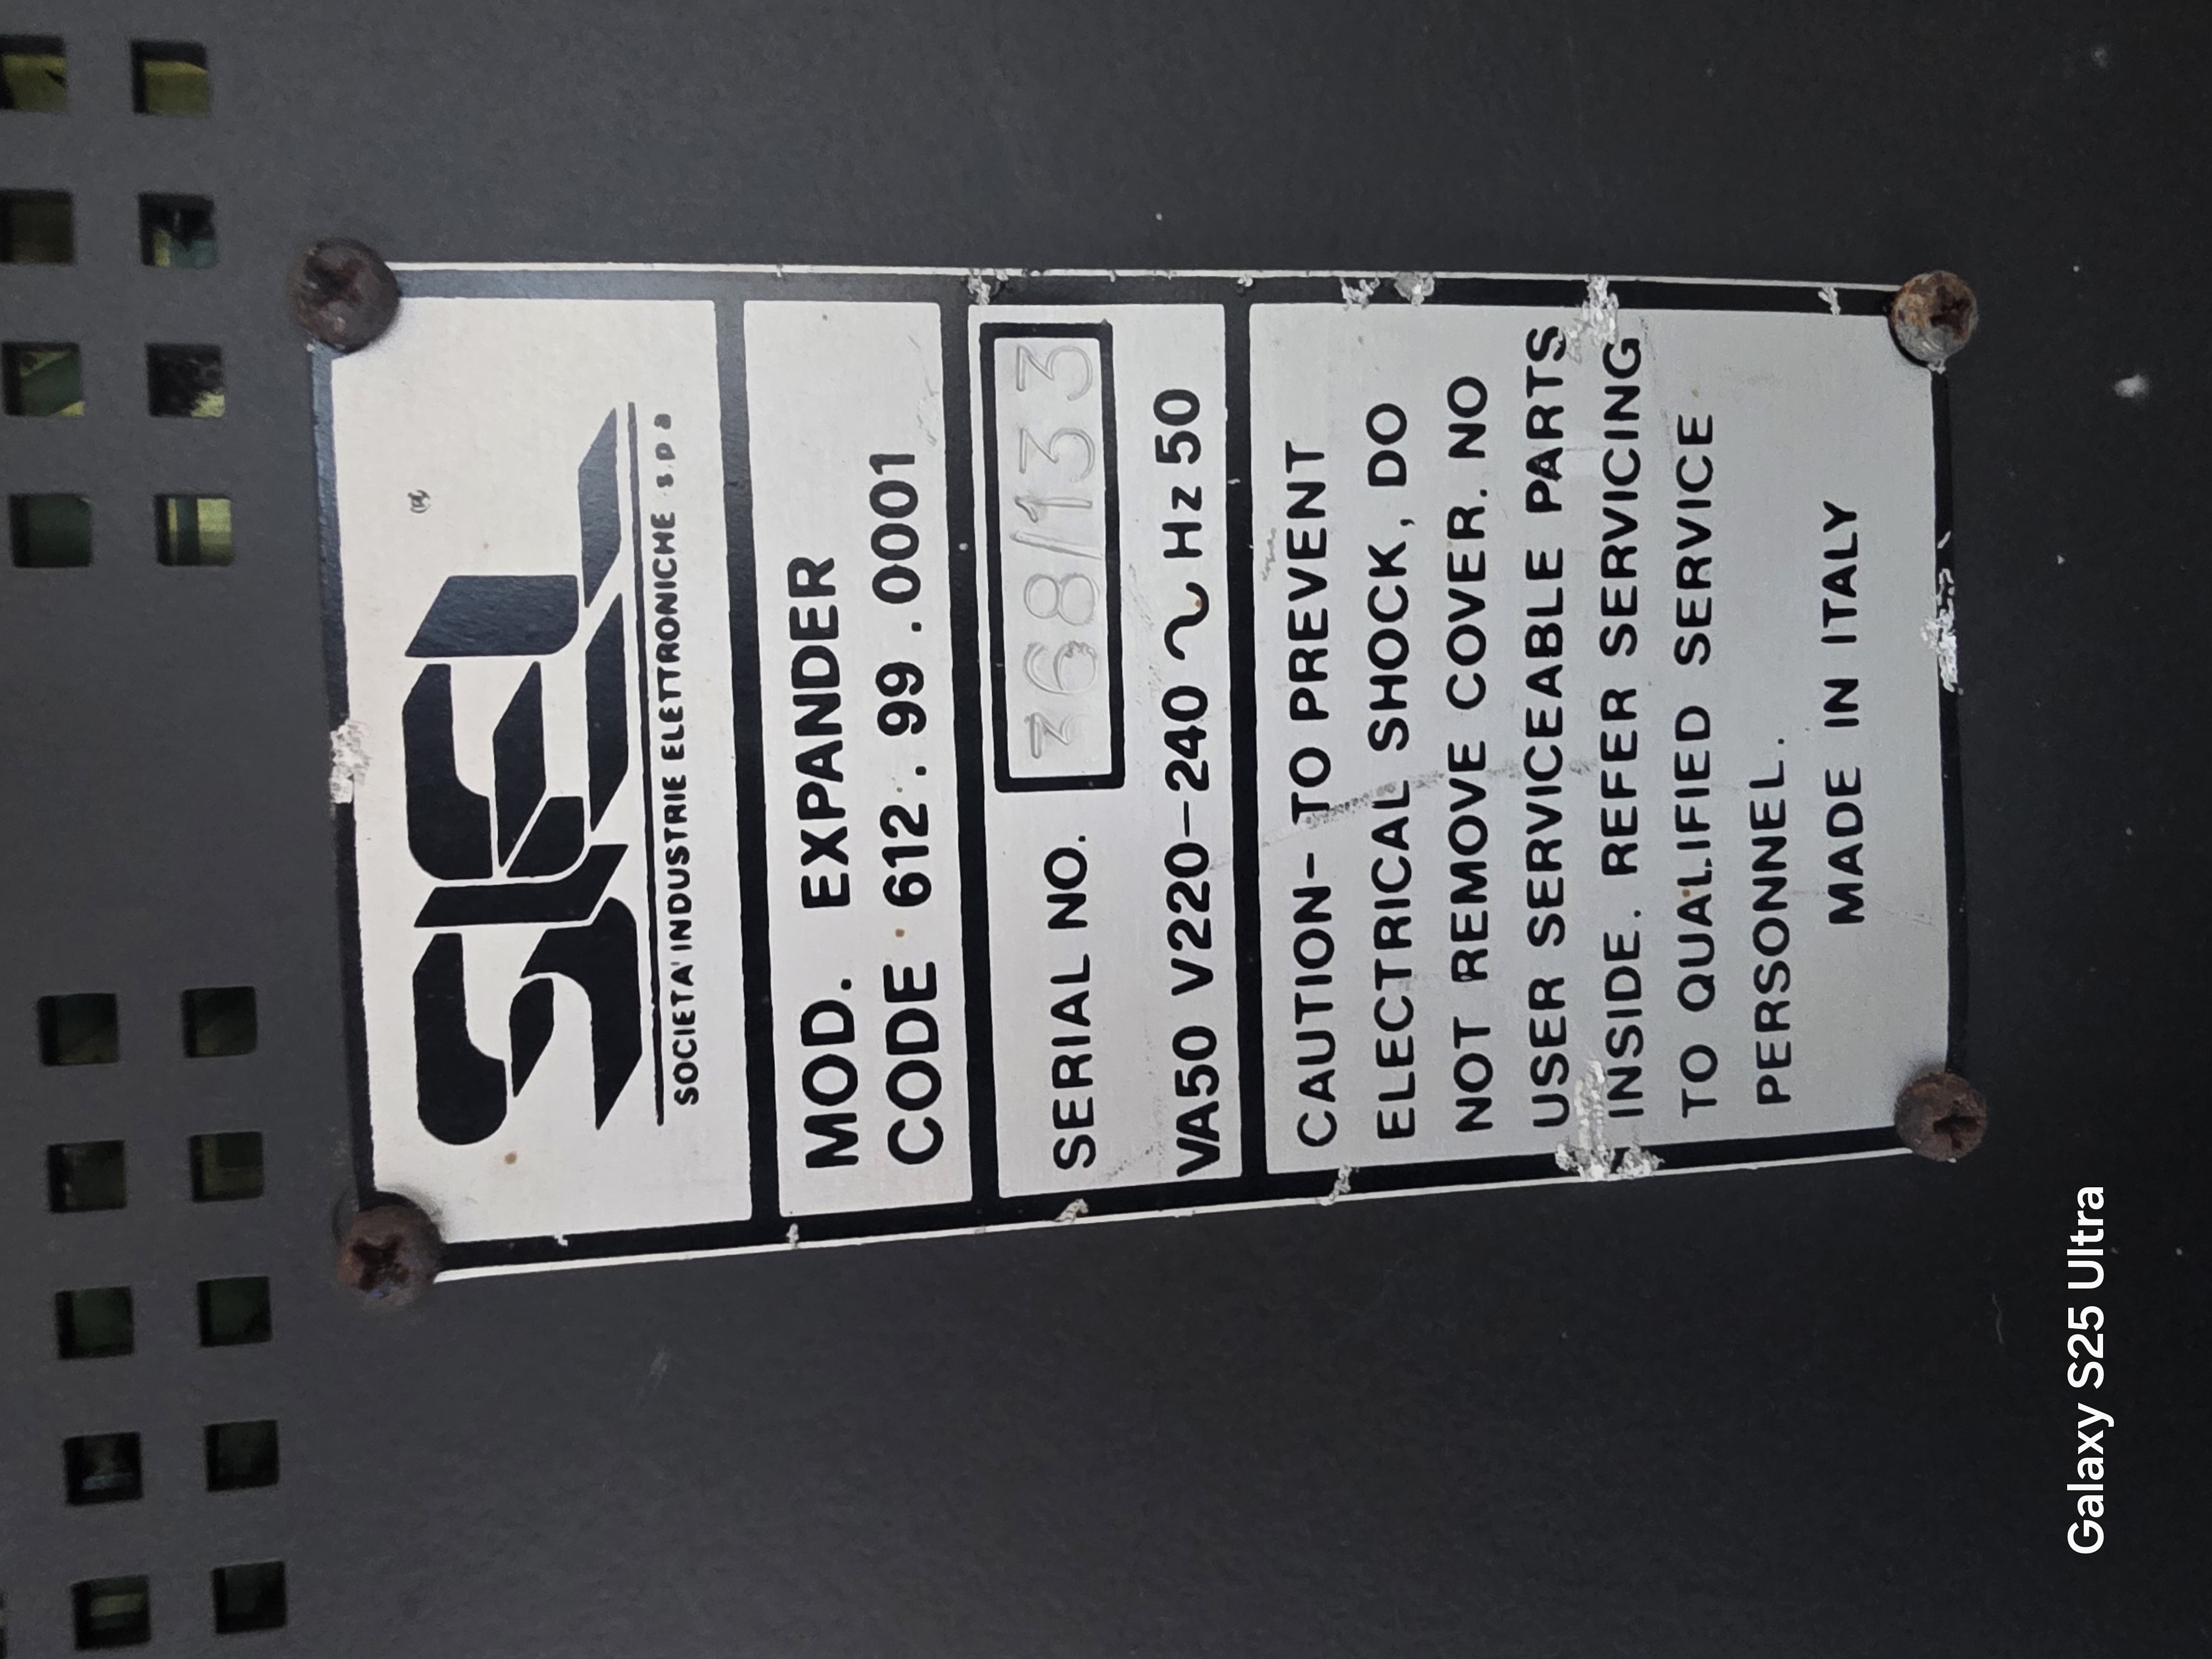 SIEL ®
SOCIETA' INDUSTRIE ELETTRONICHE s.p.a
MOD. EXPANDER
CODE 612.99.0001
SERIAL NO. 368/133
VA50 V220-240 ~ Hz 50
CAUTION- TO PREVENT
ELECTRICAL SHOCK, DO
NOT REMOVE COVER. NO
USER SERVICEABLE PARTS
INSIDE. REFER SERVICING
TO QUALIFIED SERVICE
PERSONNEL.
MADE IN ITALY
Galaxy S25 Ultra